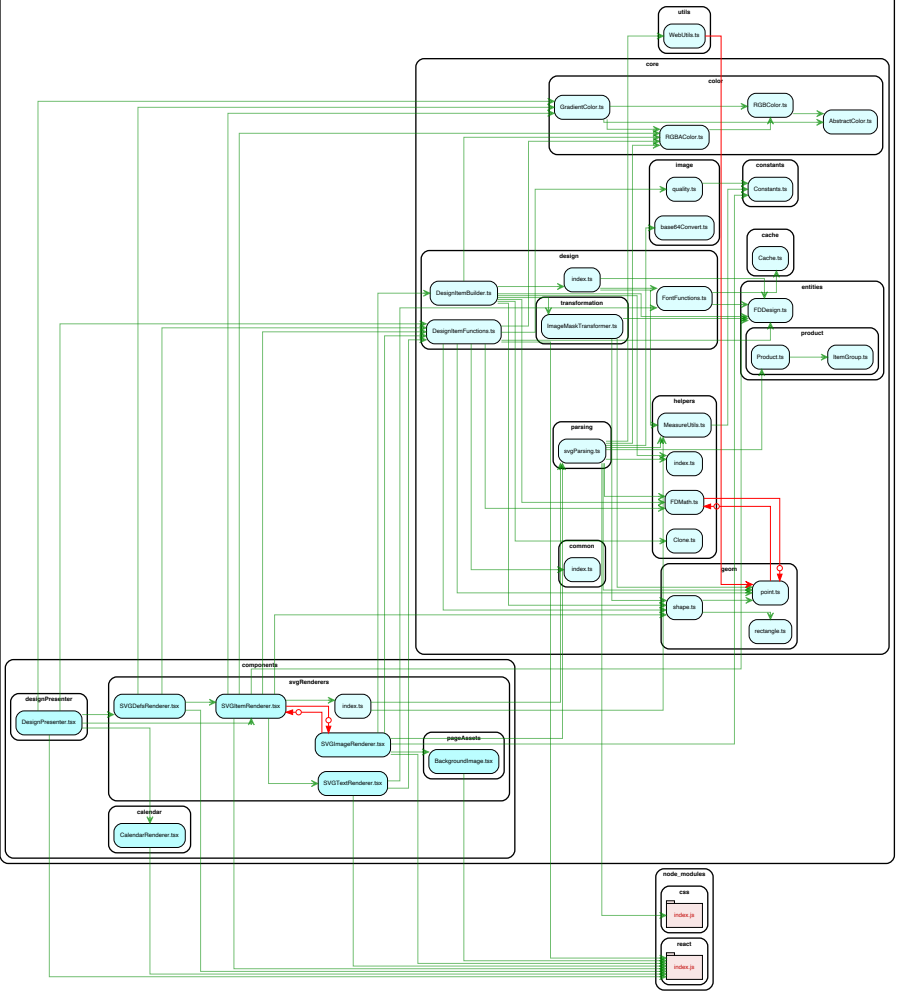 utils
WebUtils.ts
core
color
GradientColor.ts
RGBColor.ts
AbstractColor.ts
RGBAColor.ts
image
constants
quality.ts
Constants.ts
base64Convert.ts
cache
Cache.ts
design
index.ts
DesignItemBuilder.ts
FontFunctions.ts
entities
transformation
FDDesign.ts
DesignItemFunctions.ts
ImageMaskTransformer.ts
product
Product.ts
ItemGroup.ts
helpers
MeasureUtils.ts
parsing
svgParsing.ts
index.ts
FDMath.ts
Clone.ts
common
index.ts
geom
point.ts
shape.ts
rectangle.ts
components
svgRenderers
designPresenter
SVGDefsRenderer.tsx
SVGItemRenderer.tsx
index.ts
DesignPresenter.tsx
SVGImageRenderer.tsx
pageAssets
BackgroundImage.tsx
SVGTextRenderer.tsx
calendar
CalendarRenderer.tsx
node_modules
css
index.js
react
index.js